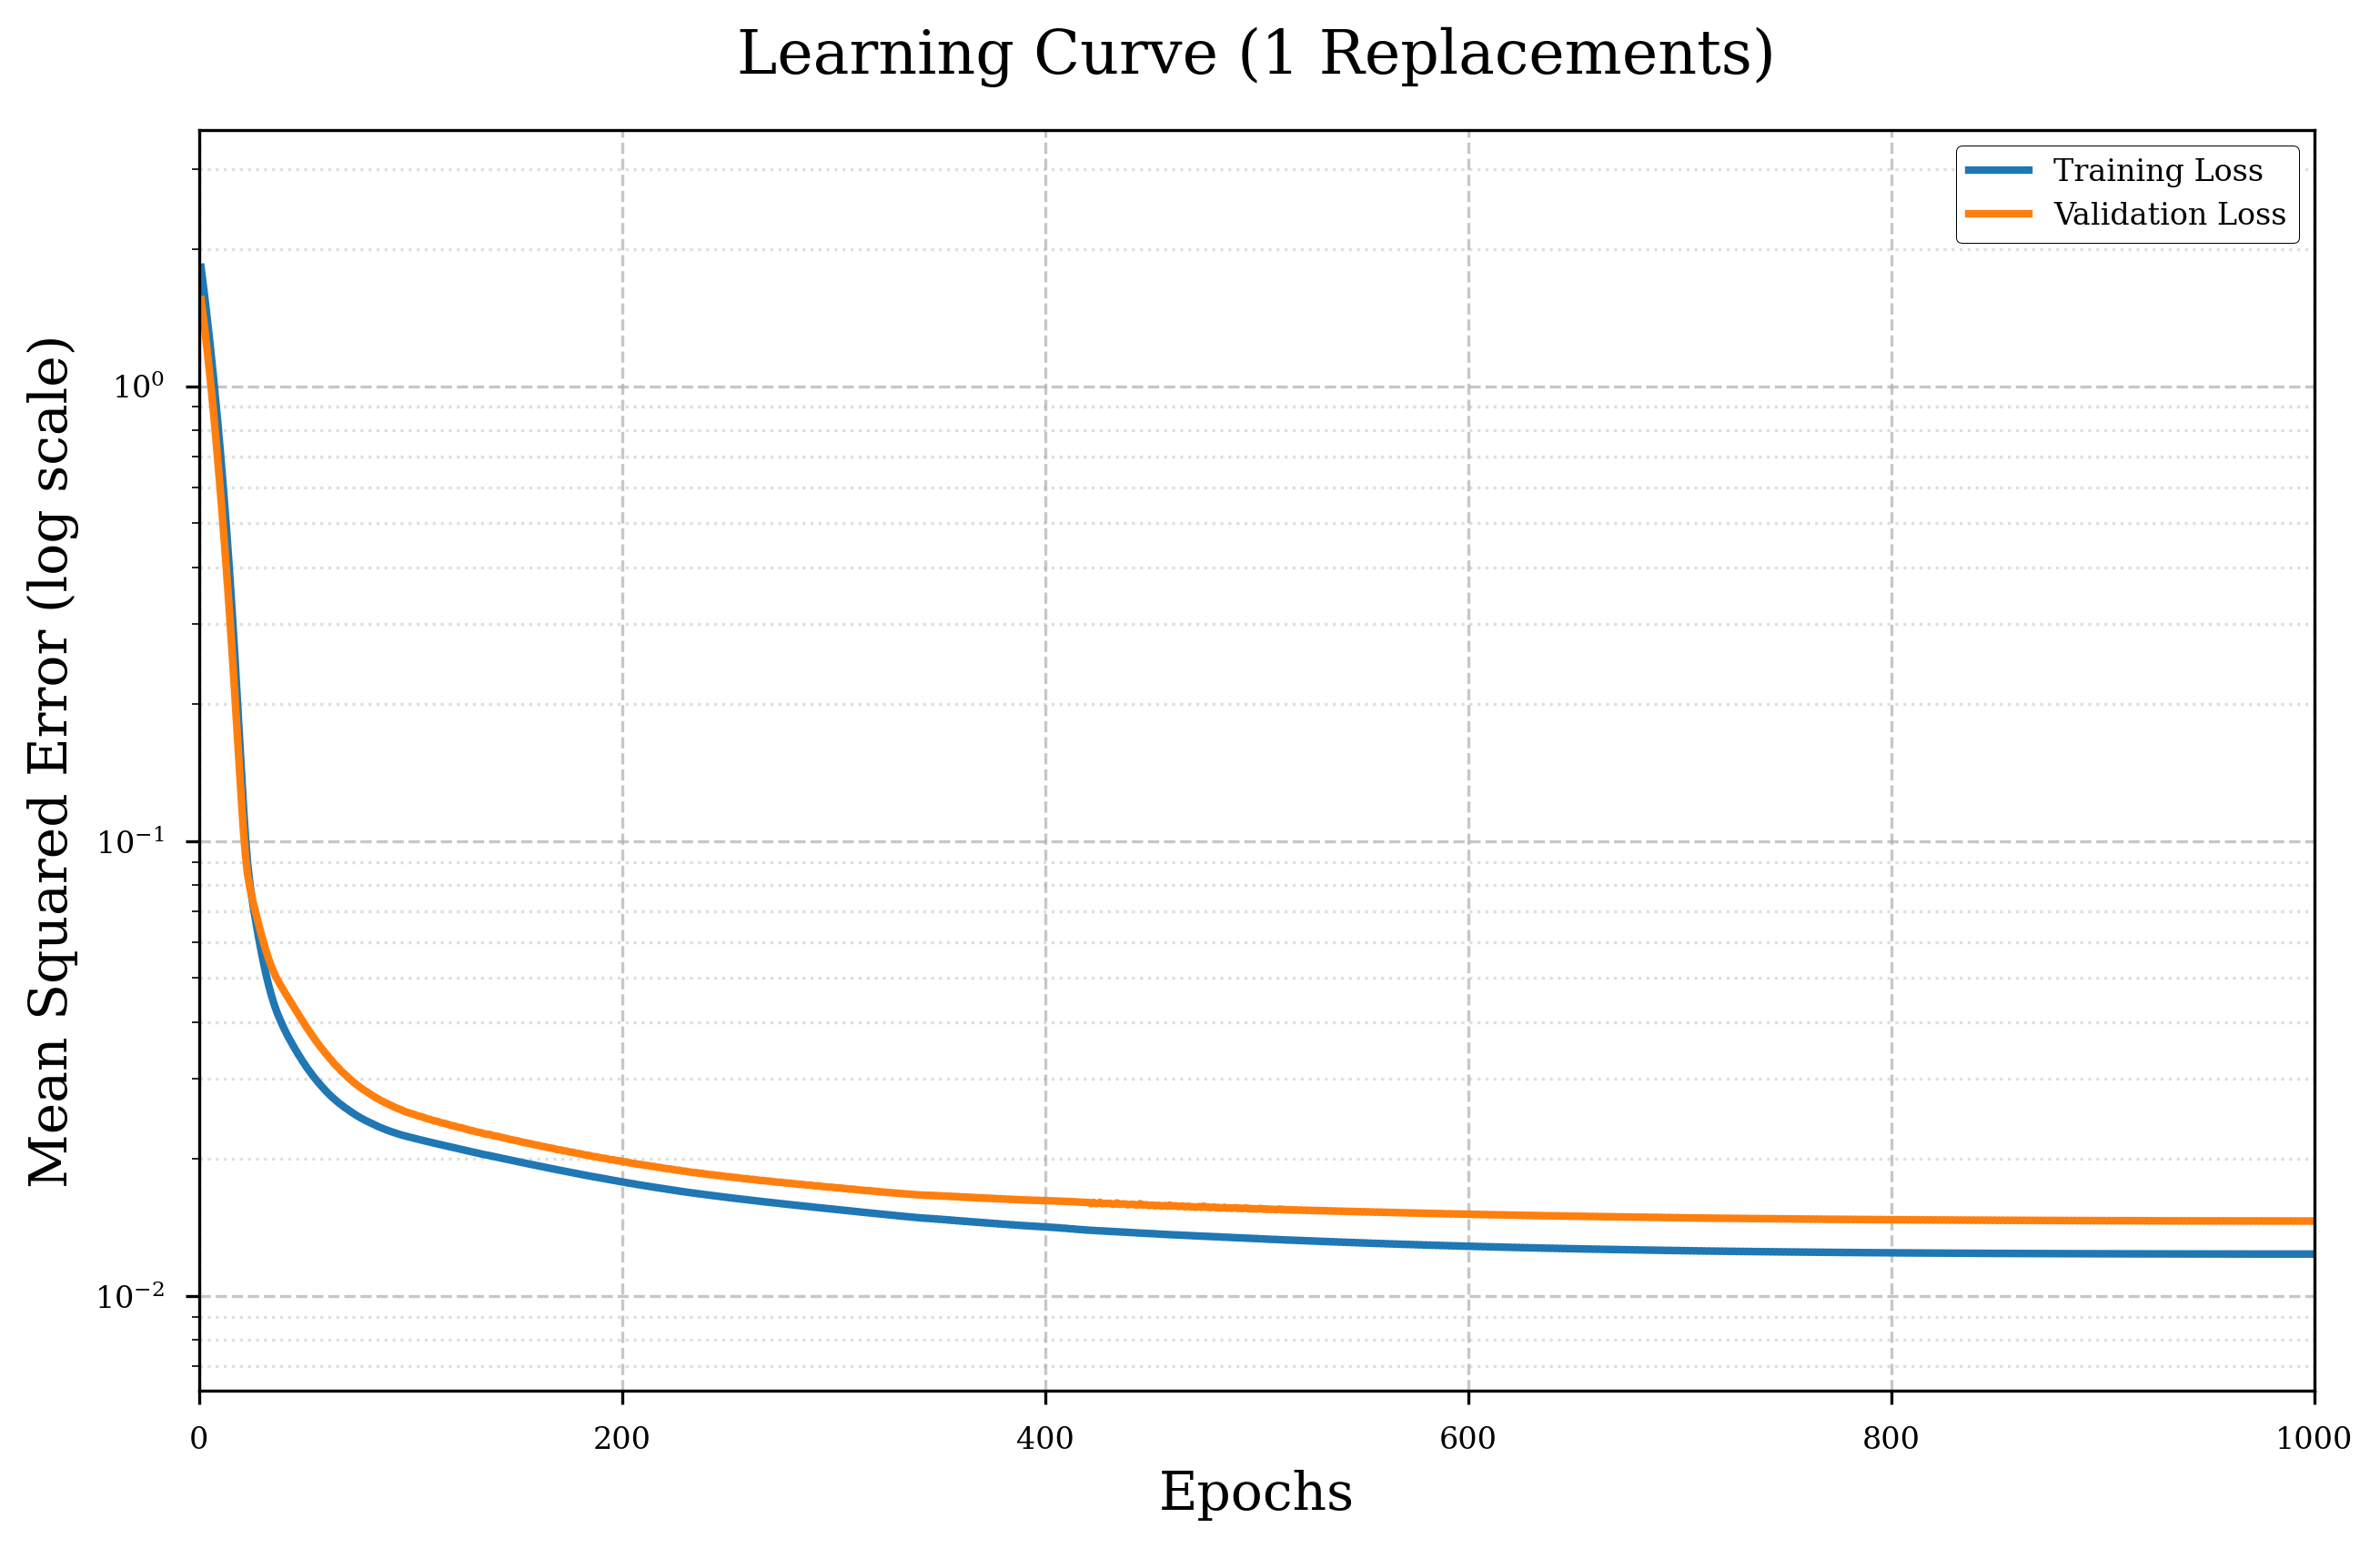 Learning Curve (1 Replacements)
Training Loss
Validation Loss
Mean Squared Error (log scale)
10⁰
10⁻¹
10⁻²
0 200 400 600 800 1000
Epochs